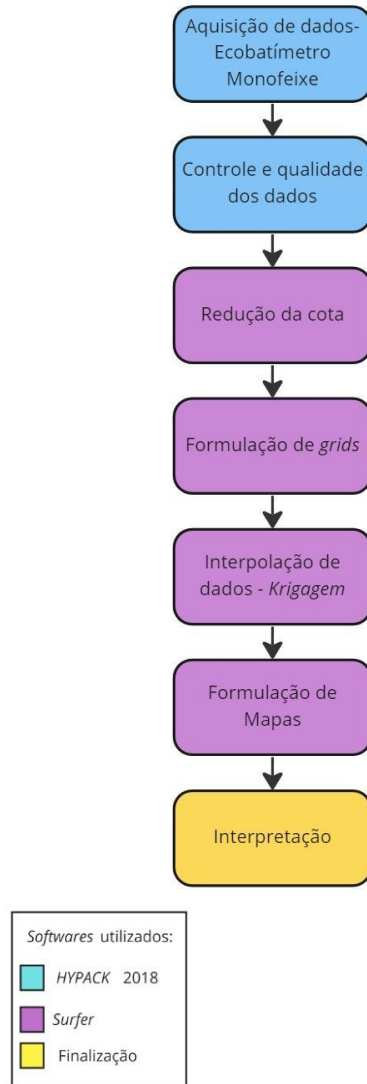 Aquisição de dados-
Ecobatímetro
Monofeixe
Controle e qualidade
dos dados
Redução da cota
Formulação de grids
Interpolação de
dados - Krigagem
Formulação de
Mapas
Interpretação
Softwares utilizados:
HYPACK 2018
Surfer
Finalização